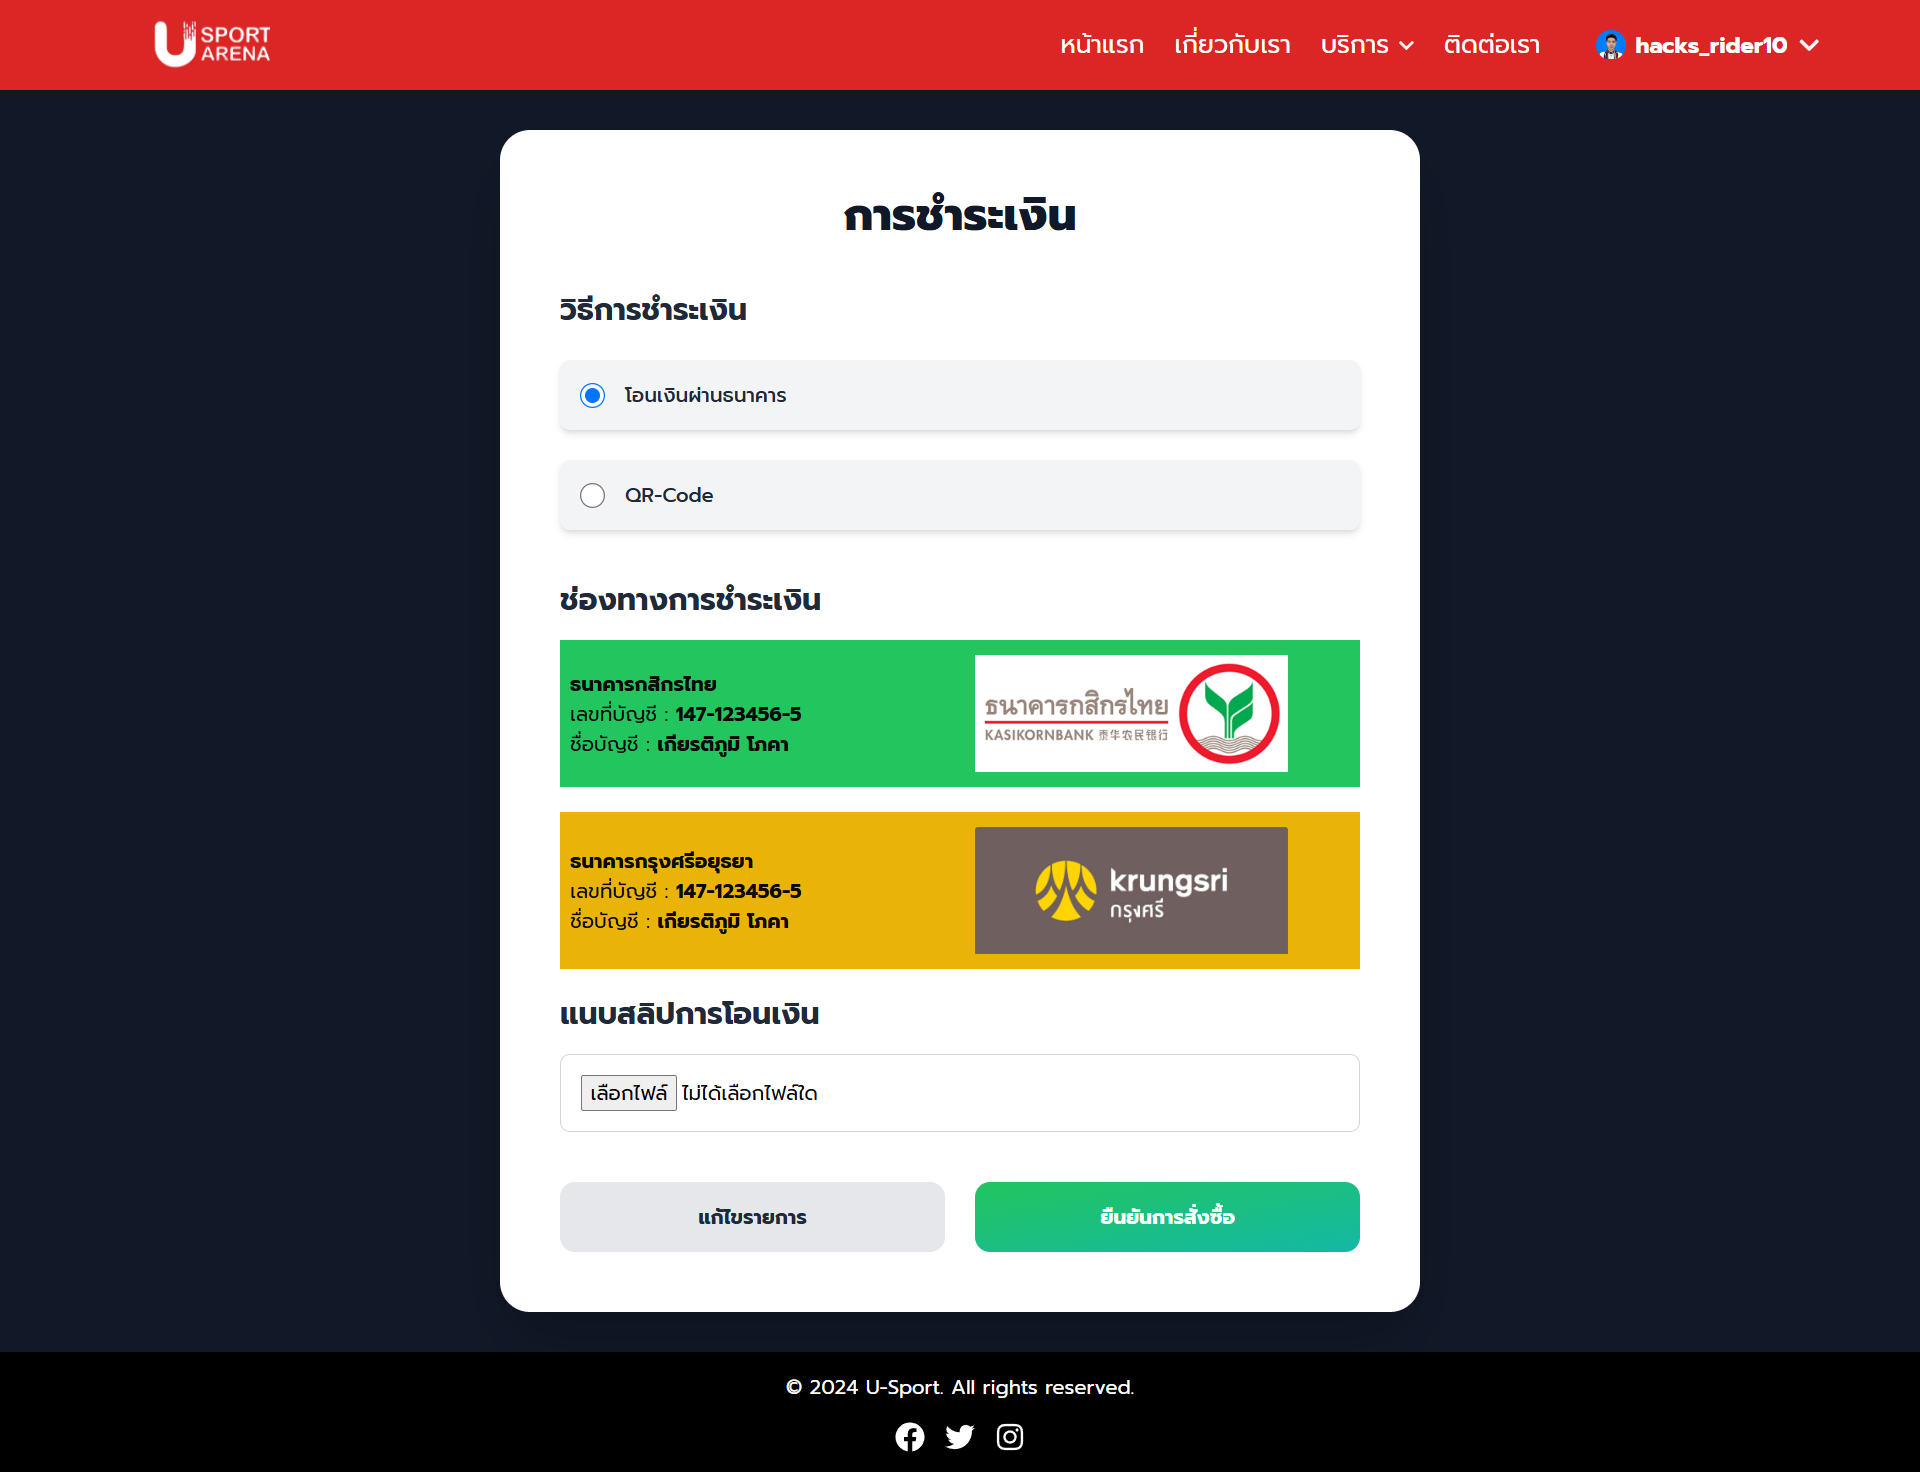 U SPORT ARENA
หน้าแรก เกี่ยวกับเรา บริการ ติดต่อเรา hacks_rider10
การชำระเงิน
วิธีการชำระเงิน
โอนเงินผ่านธนาคาร
QR-Code
ช่องทางการชำระเงิน
ธนาคารกสิกรไทย
เลขที่บัญชี : 147-123456-5
ชื่อบัญชี : เกียรติภูมิ โภคา
ธนาคารกสิกรไทย
KASIKORNBANK 泰华农民银行
ธนาคารกรุงศรีอยุธยา
เลขที่บัญชี : 147-123456-5
ชื่อบัญชี : เกียรติภูมิ โภคา
krungsri
กรุงศรี
แนบสลิปการโอนเงิน
เลือกไฟล์ ไม่ได้เลือกไฟล์ใด
แก้ไขรายการ
ยืนยันการสั่งซื้อ
© 2024 U-Sport. All rights reserved.